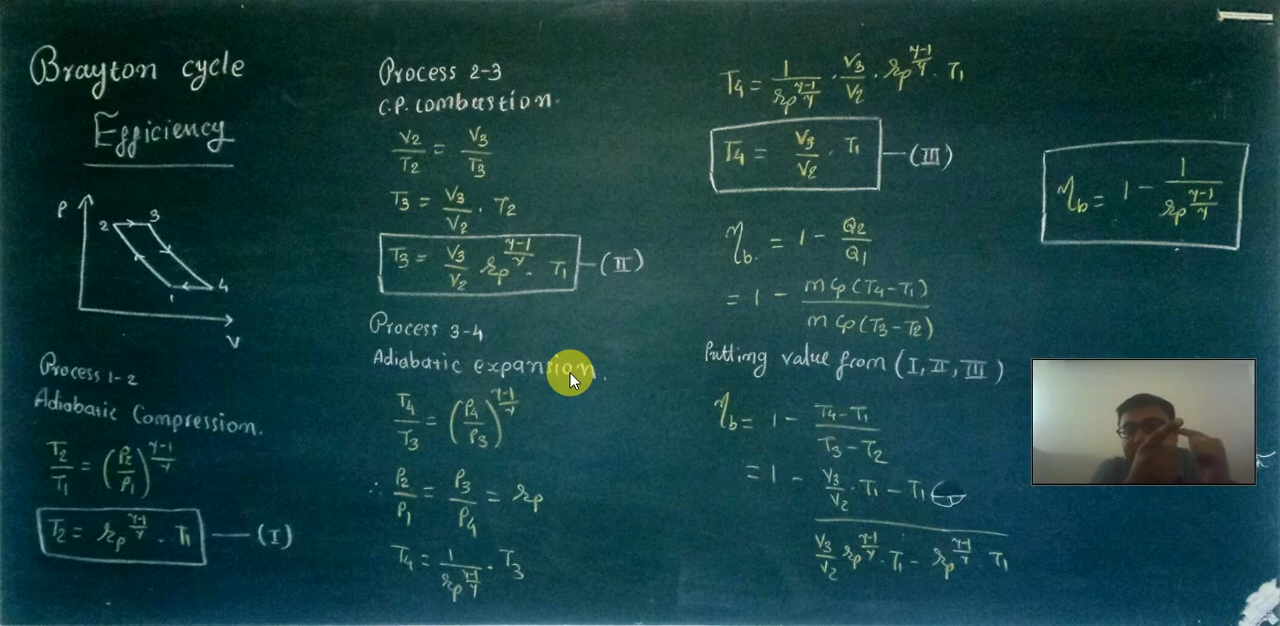 Brayton cycle
Efficiency
P
2
3
1
4
V
Process 1-2
Adiabatic Compression.
T2/T1 = (P2/P1)^(γ-1/γ)
T2 = rp^(γ-1/γ) · T1 — (I)
Process 2-3
C.P. Combustion.
V2/T2 = V3/T3
T3 = V3/V2 · T2
T3 = V3/V2 rp^(γ-1/γ) · T1 — (II)
Process 3-4
Adiabatic expansion.
T4/T3 = (P4/P3)^(γ-1/γ)
∴ P2/P1 = P3/P4 = rp
T4 = 1/rp^(γ-1/γ) · T3
T4 = 1/rp^(γ-1/γ) · V3/V2 · rp^(γ-1/γ) · T1
T4 = V3/V2 · T1 — (III)
ηb. = 1 - Q2/Q1
= 1 - mcp(T4-T1)/mcp(T3-T2)
Putting value from (I, II, III)
ηb = 1 - T4-T1/T3-T2
= 1 - V3/V2 · T1 - T1 / V3/V2 rp^(γ-1/γ) · T1 - rp^(γ-1/γ) · T1
ηb = 1 - 1/rp^(γ-1/γ)